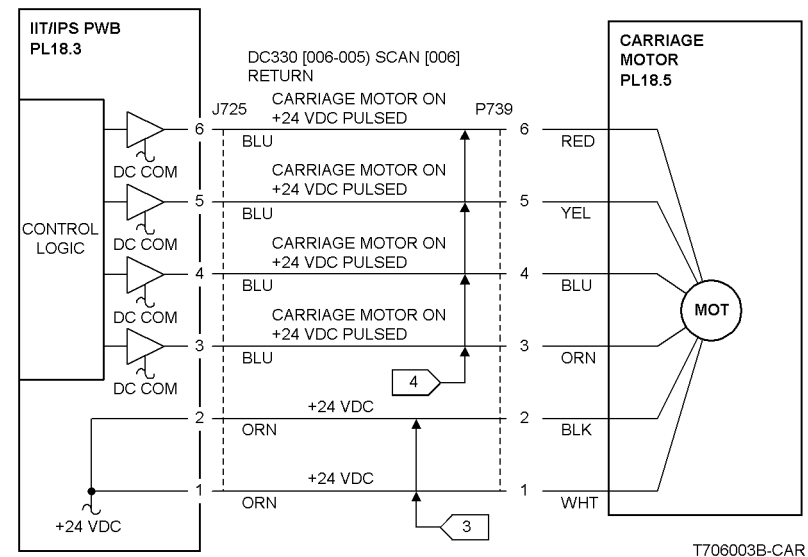 IIT/IPS PWB
PL18.3
DC330 [006-005) SCAN [006]
RETURN
CARRIAGE
MOTOR
PL18.5
J725
CARRIAGE MOTOR ON
+24 VDC PULSED
P739
6
BLU
6
RED
DC COM
CARRIAGE MOTOR ON
+24 VDC PULSED
5
BLU
5
YEL
CONTROL
LOGIC
DC COM
CARRIAGE MOTOR ON
+24 VDC PULSED
4
BLU
4
BLU
MOT
DC COM
CARRIAGE MOTOR ON
+24 VDC PULSED
3
BLU
3
ORN
DC COM
4
+24 VDC
2
ORN
2
BLK
+24 VDC
1
ORN
1
WHT
+24 VDC
3
T706003B-CAR